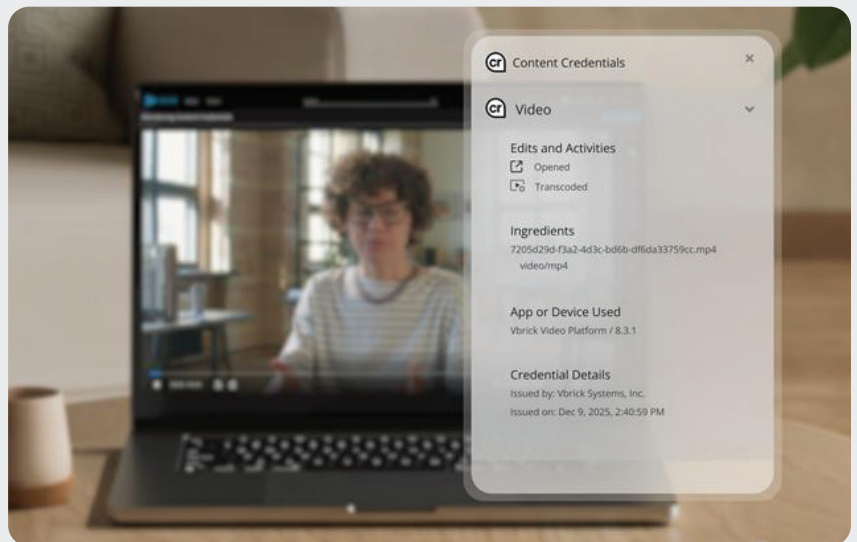 cr Content Credentials ×
cr Video
Edits and Activities
Opened
Transcoded
Ingredients
7205d29d-f3a2-4d3c-bd6b-df6da33759cc.mp4
video/mp4
App or Device Used
Vbrick Video Platform / 8.3.1
Credential Details
Issued by: Vbrick Systems, Inc.
Issued on: Dec 9, 2025, 2:40:59 PM